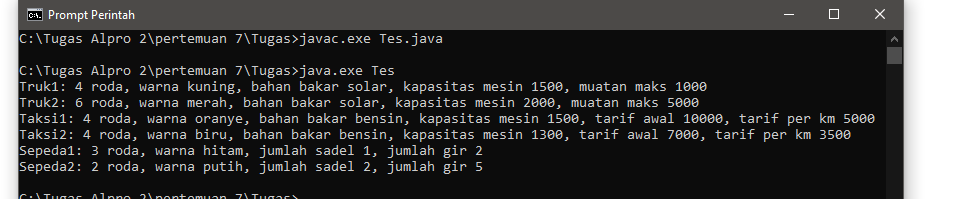 Prompt Perintah
C:\Tugas Alpro 2\pertemuan 7\Tugas>javac.exe Tes.java
C:\Tugas Alpro 2\pertemuan 7\Tugas>java.exe Tes
Truk1: 4 roda, warna kuning, bahan bakar solar, kapasitas mesin 1500, muatan maks 1000
Truk2: 6 roda, warna merah, bahan bakar solar, kapasitas mesin 2000, muatan maks 5000
Taksi1: 4 roda, warna oranye, bahan bakar bensin, kapasitas mesin 1500, tarif awal 10000, tarif per km 5000
Taksi2: 4 roda, warna biru, bahan bakar bensin, kapasitas mesin 1300, tarif awal 7000, tarif per km 3500
Sepeda1: 3 roda, warna hitam, jumlah sadel 1, jumlah gir 2
Sepeda2: 2 roda, warna putih, jumlah sadel 2, jumlah gir 5
C:\Tugas Alpro 2\pertemuan 7\Tugas>